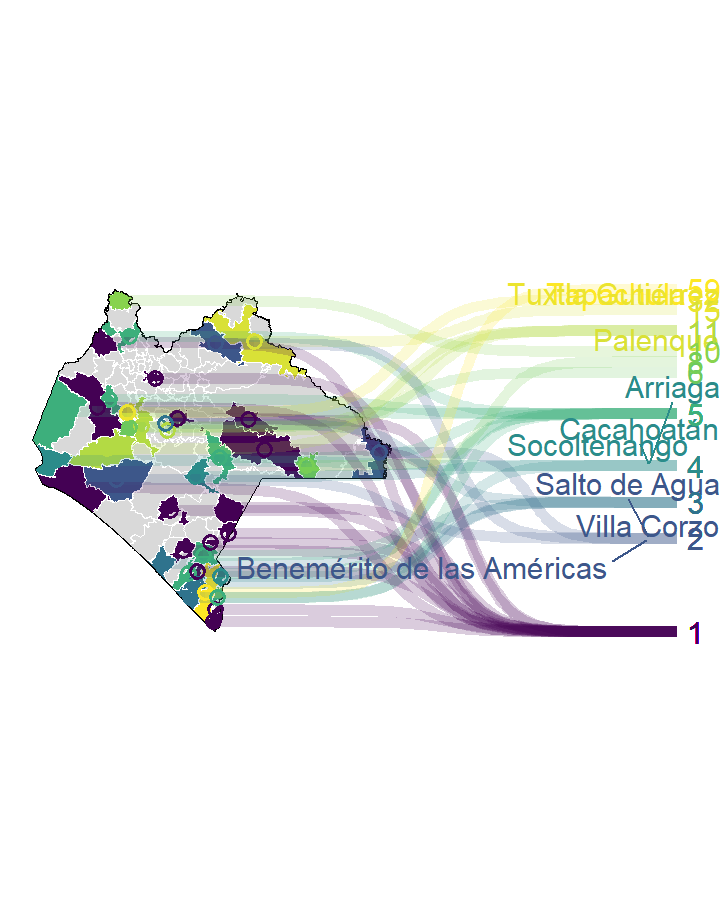 59
Tuxtla Gutiérrez
Tapachula
32
15
11
Palenque
10
8
6
Arriaga
5
Cacahoatán
Socoltenango
4
Salto de Agua
3
Villa Corzo
2
Benemérito de las Américas
1